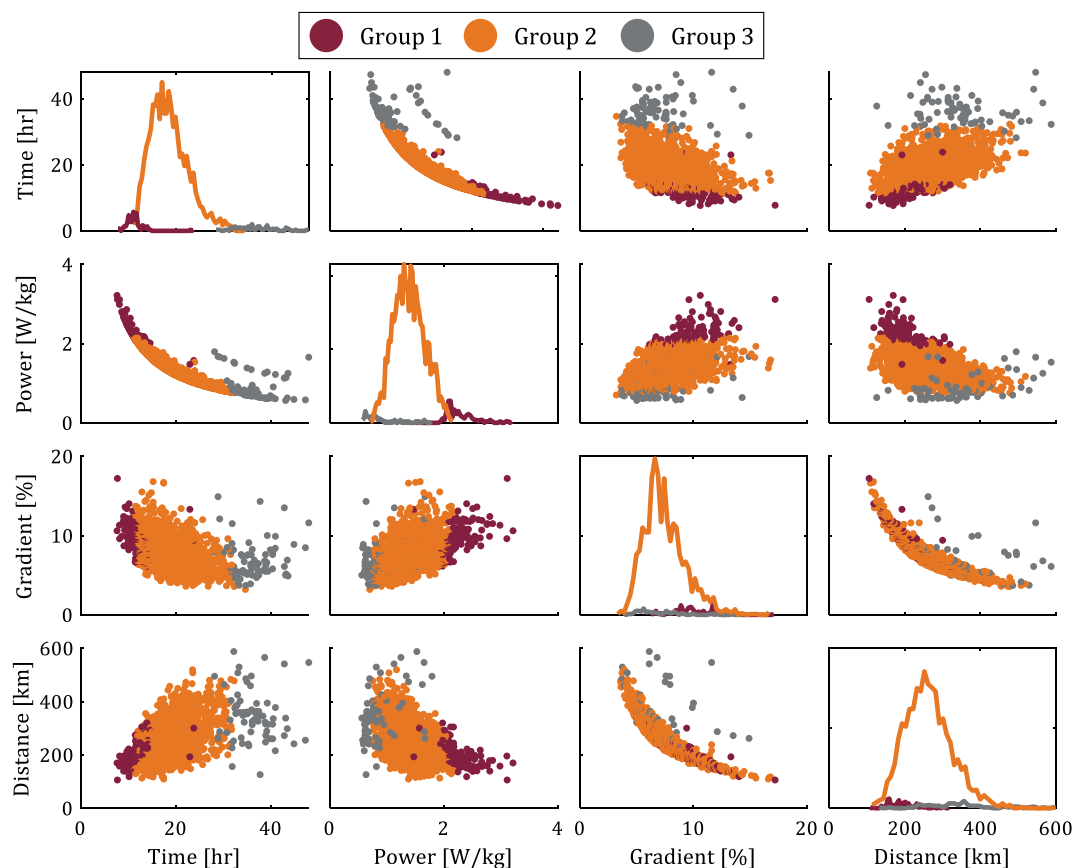 Group 1 Group 2 Group 3
Time [hr]
40
20
0
Power [W/kg]
4
2
0
Gradient [%]
20
10
0
Distance [km]
600
400
200
0
0 20 40 0 2 4 0 10 20 0 200 400 600
Time [hr] Power [W/kg] Gradient [%] Distance [km]